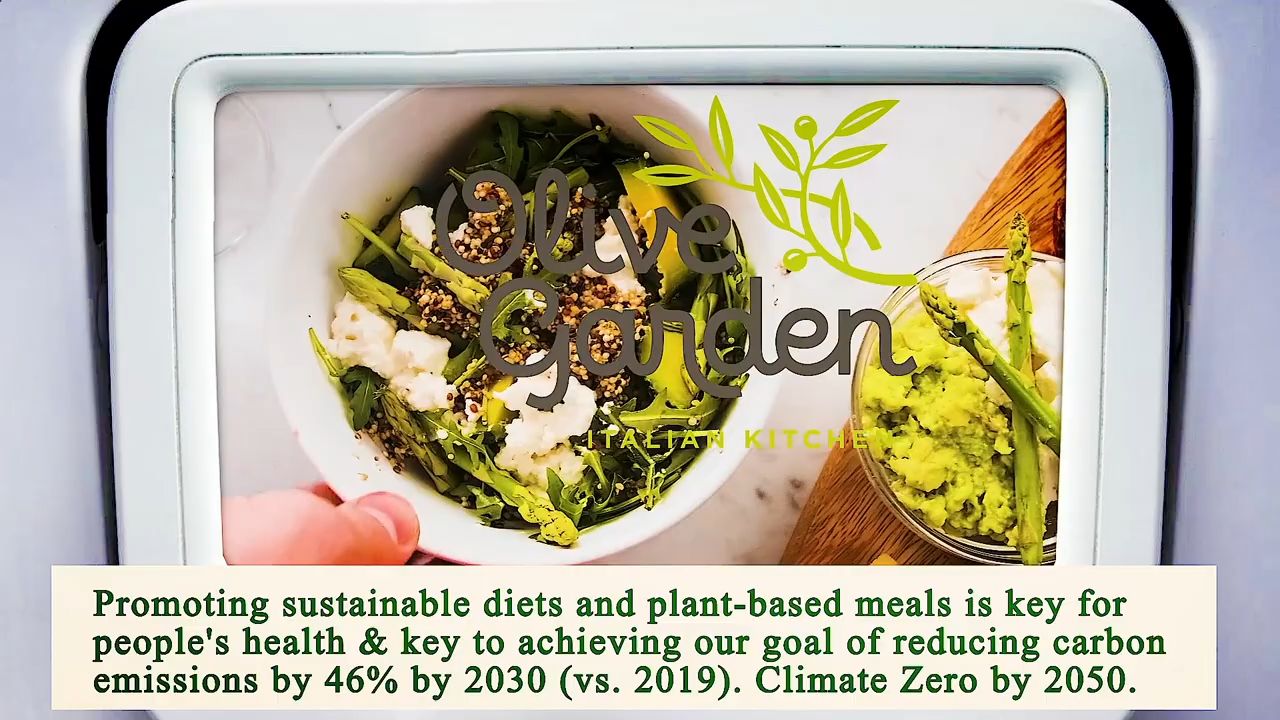 Olive
Garden
ITALIAN KITCHEN
Promoting sustainable diets and plant-based meals is key for
people's health & key to achieving our goal of reducing carbon
emissions by 46% by 2030 (vs. 2019). Climate Zero by 2050.